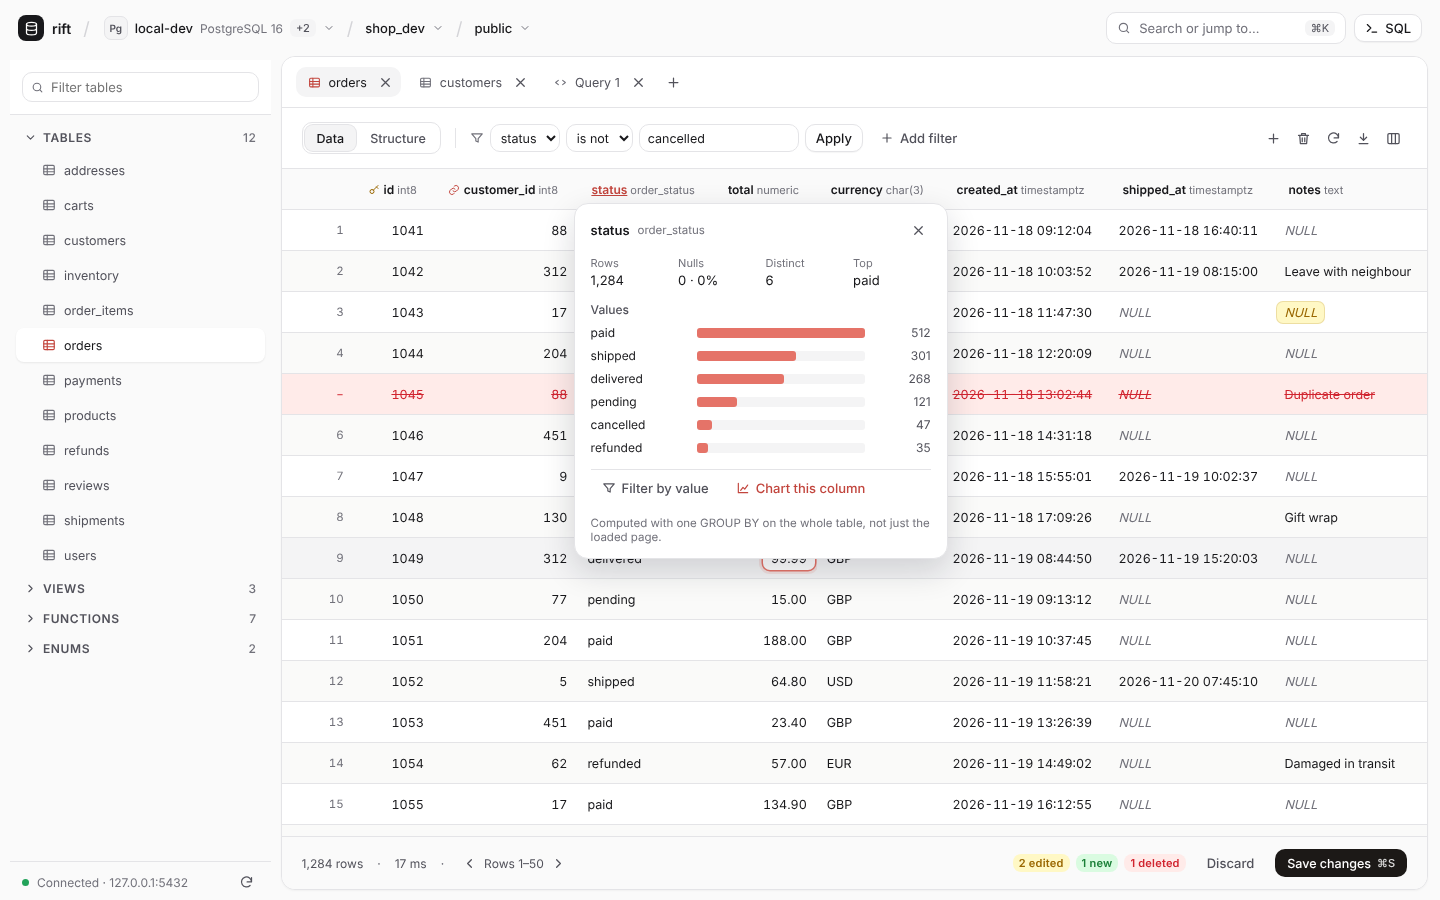 rift / Pg local-dev PostgreSQL 16 +2 / shop_dev / public
Search or jump to... ⌘K
SQL
Filter tables
TABLES 12
addresses
carts
customers
inventory
order_items
orders
payments
products
refunds
reviews
shipments
users
VIEWS 3
FUNCTIONS 7
ENUMS 2
Connected · 127.0.0.1:5432
orders customers Query 1
Data Structure status is not cancelled Apply Add filter
id int8 customer_id int8 status order_status total numeric currency char(3) created_at timestamptz shipped_at timestamptz notes text
1 1041 88 2026-11-18 09:12:04 2026-11-18 16:40:11 NULL
2 1042 312 2026-11-18 10:03:52 2026-11-19 08:15:00 Leave with neighbour
3 1043 17 2026-11-18 11:47:30 NULL NULL
4 1044 204 2026-11-18 12:20:09 NULL NULL
– 1045 88 2026-11-18 13:02:44 NULL Duplicate order
6 1046 451 2026-11-18 14:31:18 NULL NULL
7 1047 9 2026-11-18 15:55:01 2026-11-19 10:02:37 NULL
8 1048 130 2026-11-18 17:09:26 NULL Gift wrap
9 1049 312 delivered 99.99 GBP 2026-11-19 08:44:50 2026-11-19 15:20:03 NULL
10 1050 77 pending 15.00 GBP 2026-11-19 09:13:12 NULL NULL
11 1051 204 paid 188.00 GBP 2026-11-19 10:37:45 NULL NULL
12 1052 5 shipped 64.80 USD 2026-11-19 11:58:21 2026-11-20 07:45:10 NULL
13 1053 451 paid 23.40 GBP 2026-11-19 13:26:39 NULL NULL
14 1054 62 refunded 57.00 EUR 2026-11-19 14:49:02 NULL Damaged in transit
15 1055 17 paid 134.90 GBP 2026-11-19 16:12:55 NULL NULL
status order_status
Rows Nulls Distinct Top
1,284 0 · 0% 6 paid
Values
paid 512
shipped 301
delivered 268
pending 121
cancelled 47
refunded 35
Filter by value Chart this column
Computed with one GROUP BY on the whole table, not just the
loaded page.
1,284 rows · 17 ms · Rows 1–50
2 edited 1 new 1 deleted Discard Save changes ⌘S